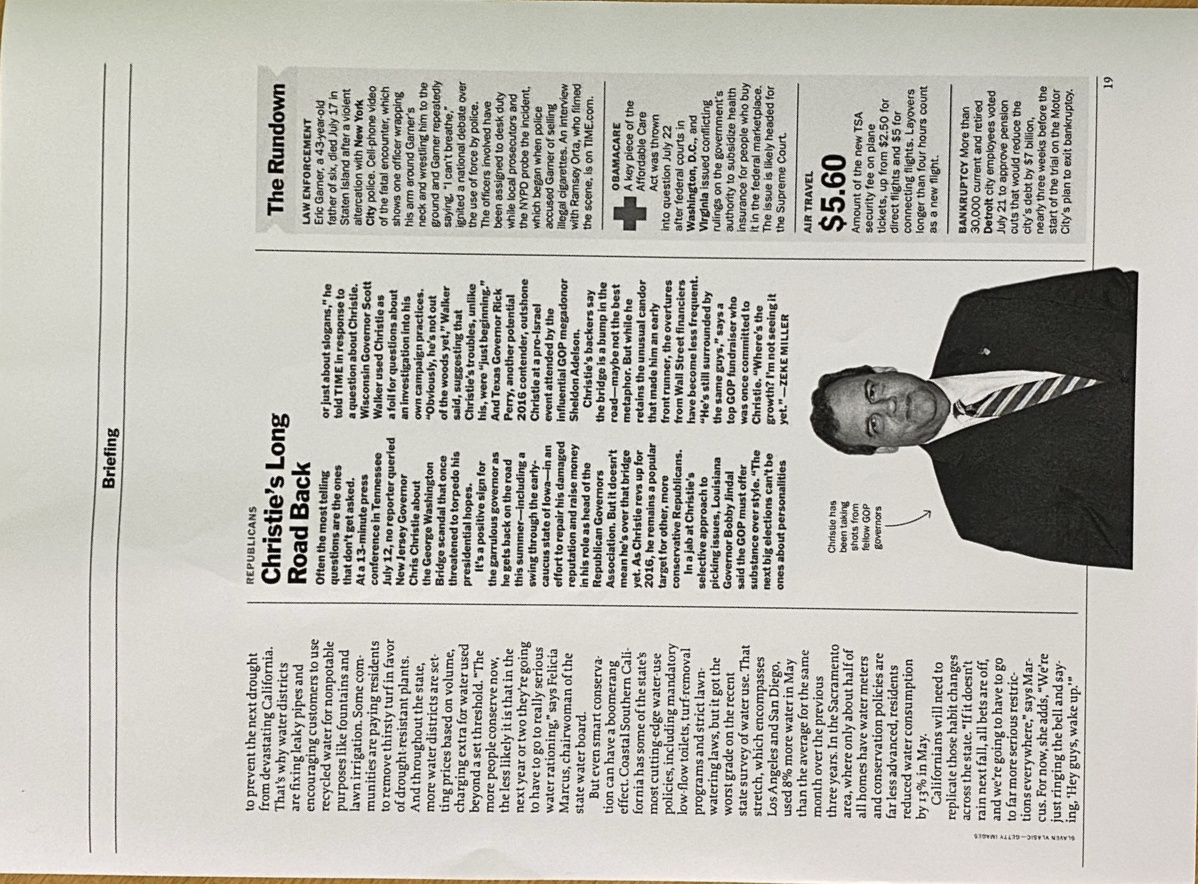 Briefing
to prevent the next drought
from devastating California.
That's why water districts
are fixing leaky pipes and
encouraging customers to use
recycled water for nonpotable
purposes like fountains and
lawn irrigation. Some com-
munities are paying residents
to remove thirsty turf in favor
of drought-resistant plants.
And throughout the state,
more water districts are set-
ting prices based on volume,
charging extra for water used
beyond a set threshold. "The
more people conserve now,
the less likely it is that in the
next year or two they're going
to have to go to really serious
water rationing," says Felicia
Marcus, chairwoman of the
state water board.
But even smart conserva-
tion can have a boomerang
effect. Coastal Southern Cali-
fornia has some of the state's
most cutting-edge water-use
policies, including mandatory
low-flow toilets, turf-removal
programs and strict lawn-
watering laws, but it got the
worst grade on the recent
state survey of water use. That
stretch, which encompasses
Los Angeles and San Diego,
used 8% more water in May
than the average for the same
month over the previous
three years. In the Sacramento
area, where only about half of
all homes have water meters
and conservation policies are
far less advanced, residents
reduced water consumption
by 13% in May.
Californians will need to
replicate those habit changes
across the state. "If it doesn't
rain next fall, all bets are off,
and we're going to have to go
to far more serious restric-
tions everywhere," says Mar-
cus. For now, she adds, "We're
just ringing the bell and say-
ing, 'Hey guys, wake up.'"
SLAVEN VLASIC—GETTY IMAGES
REPUBLICANS
Christie's Long
Road Back
Often the most telling
questions are the ones
that don't get asked.
At a 13-minute press
conference in Tennessee
July 12, no reporter queried
New Jersey Governor
Chris Christie about
the George Washington
Bridge scandal that once
threatened to torpedo his
presidential hopes.
It's a positive sign for
the garrulous governor as
he gets back on the road
this summer—including a
swing through the early-
caucus state of Iowa—in an
effort to repair his damaged
reputation and raise money
in his role as head of the
Republican Governors
Association. But it doesn't
mean he's over that bridge
yet. As Christie revs up for
2016, he remains a popular
target for other, more
conservative Republicans.
In a jab at Christie's
selective approach to
picking issues, Louisiana
Governor Bobby Jindal
said the GOP must offer
substance over style. "The
next big elections can't be
ones about personalities
or just about slogans," he
told TIME in response to
a question about Christie.
Wisconsin Governor Scott
Walker used Christie as
a foil for questions about
an investigation into his
own campaign practices.
"Obviously, he's not out
of the woods yet," Walker
said, suggesting that
Christie's troubles, unlike
his, were "just beginning."
And Texas Governor Rick
Perry, another potential
2016 contender, outshone
Christie at a pro-Israel
event attended by the
influential GOP megadonor
Sheldon Adelson.
Christie's backers say
the bridge is a bump in the
road—maybe not the best
metaphor. But while he
retains the unusual candor
that made him an early
front runner, the overtures
from Wall Street financiers
have become less frequent.
"He's still surrounded by
the same guys," says a
top GOP fundraiser who
was once committed to
Christie. "Where's the
growth? I'm not seeing it
yet." —ZEKE MILLER
Christie has
been taking
shots from
fellow GOP
governors
The Rundown
LAW ENFORCEMENT
Eric Garner, a 43-year-old
father of six, died July 17 in
Staten Island after a violent
altercation with New York
City police. Cell-phone video
of the fatal encounter, which
shows one officer wrapping
his arm around Garner's
neck and wrestling him to the
ground and Garner repeatedly
saying, "I can't breathe,"
ignited a national debate over
the use of force by police.
The officers involved have
been assigned to desk duty
while local prosecutors and
the NYPD probe the incident,
which began when police
accused Garner of selling
illegal cigarettes. An interview
with Ramsey Orta, who filmed
the scene, is on TIME.com.
OBAMACARE
A key piece of the
Affordable Care
Act was thrown
into question July 22
after federal courts in
Washington, D.C., and
Virginia issued conflicting
rulings on the government's
authority to subsidize health
insurance for people who buy
it in the federal marketplace.
The issue is likely headed for
the Supreme Court.
AIR TRAVEL
$5.60
Amount of the new TSA
security fee on plane
tickets, up from $2.50 for
direct flights and $5 for
connecting flights. Layovers
longer than four hours count
as a new flight.
BANKRUPTCY More than
30,000 current and retired
Detroit city employees voted
July 21 to approve pension
cuts that would reduce the
city's debt by $7 billion,
nearly three weeks before the
start of the trial on the Motor
City's plan to exit bankruptcy.
19